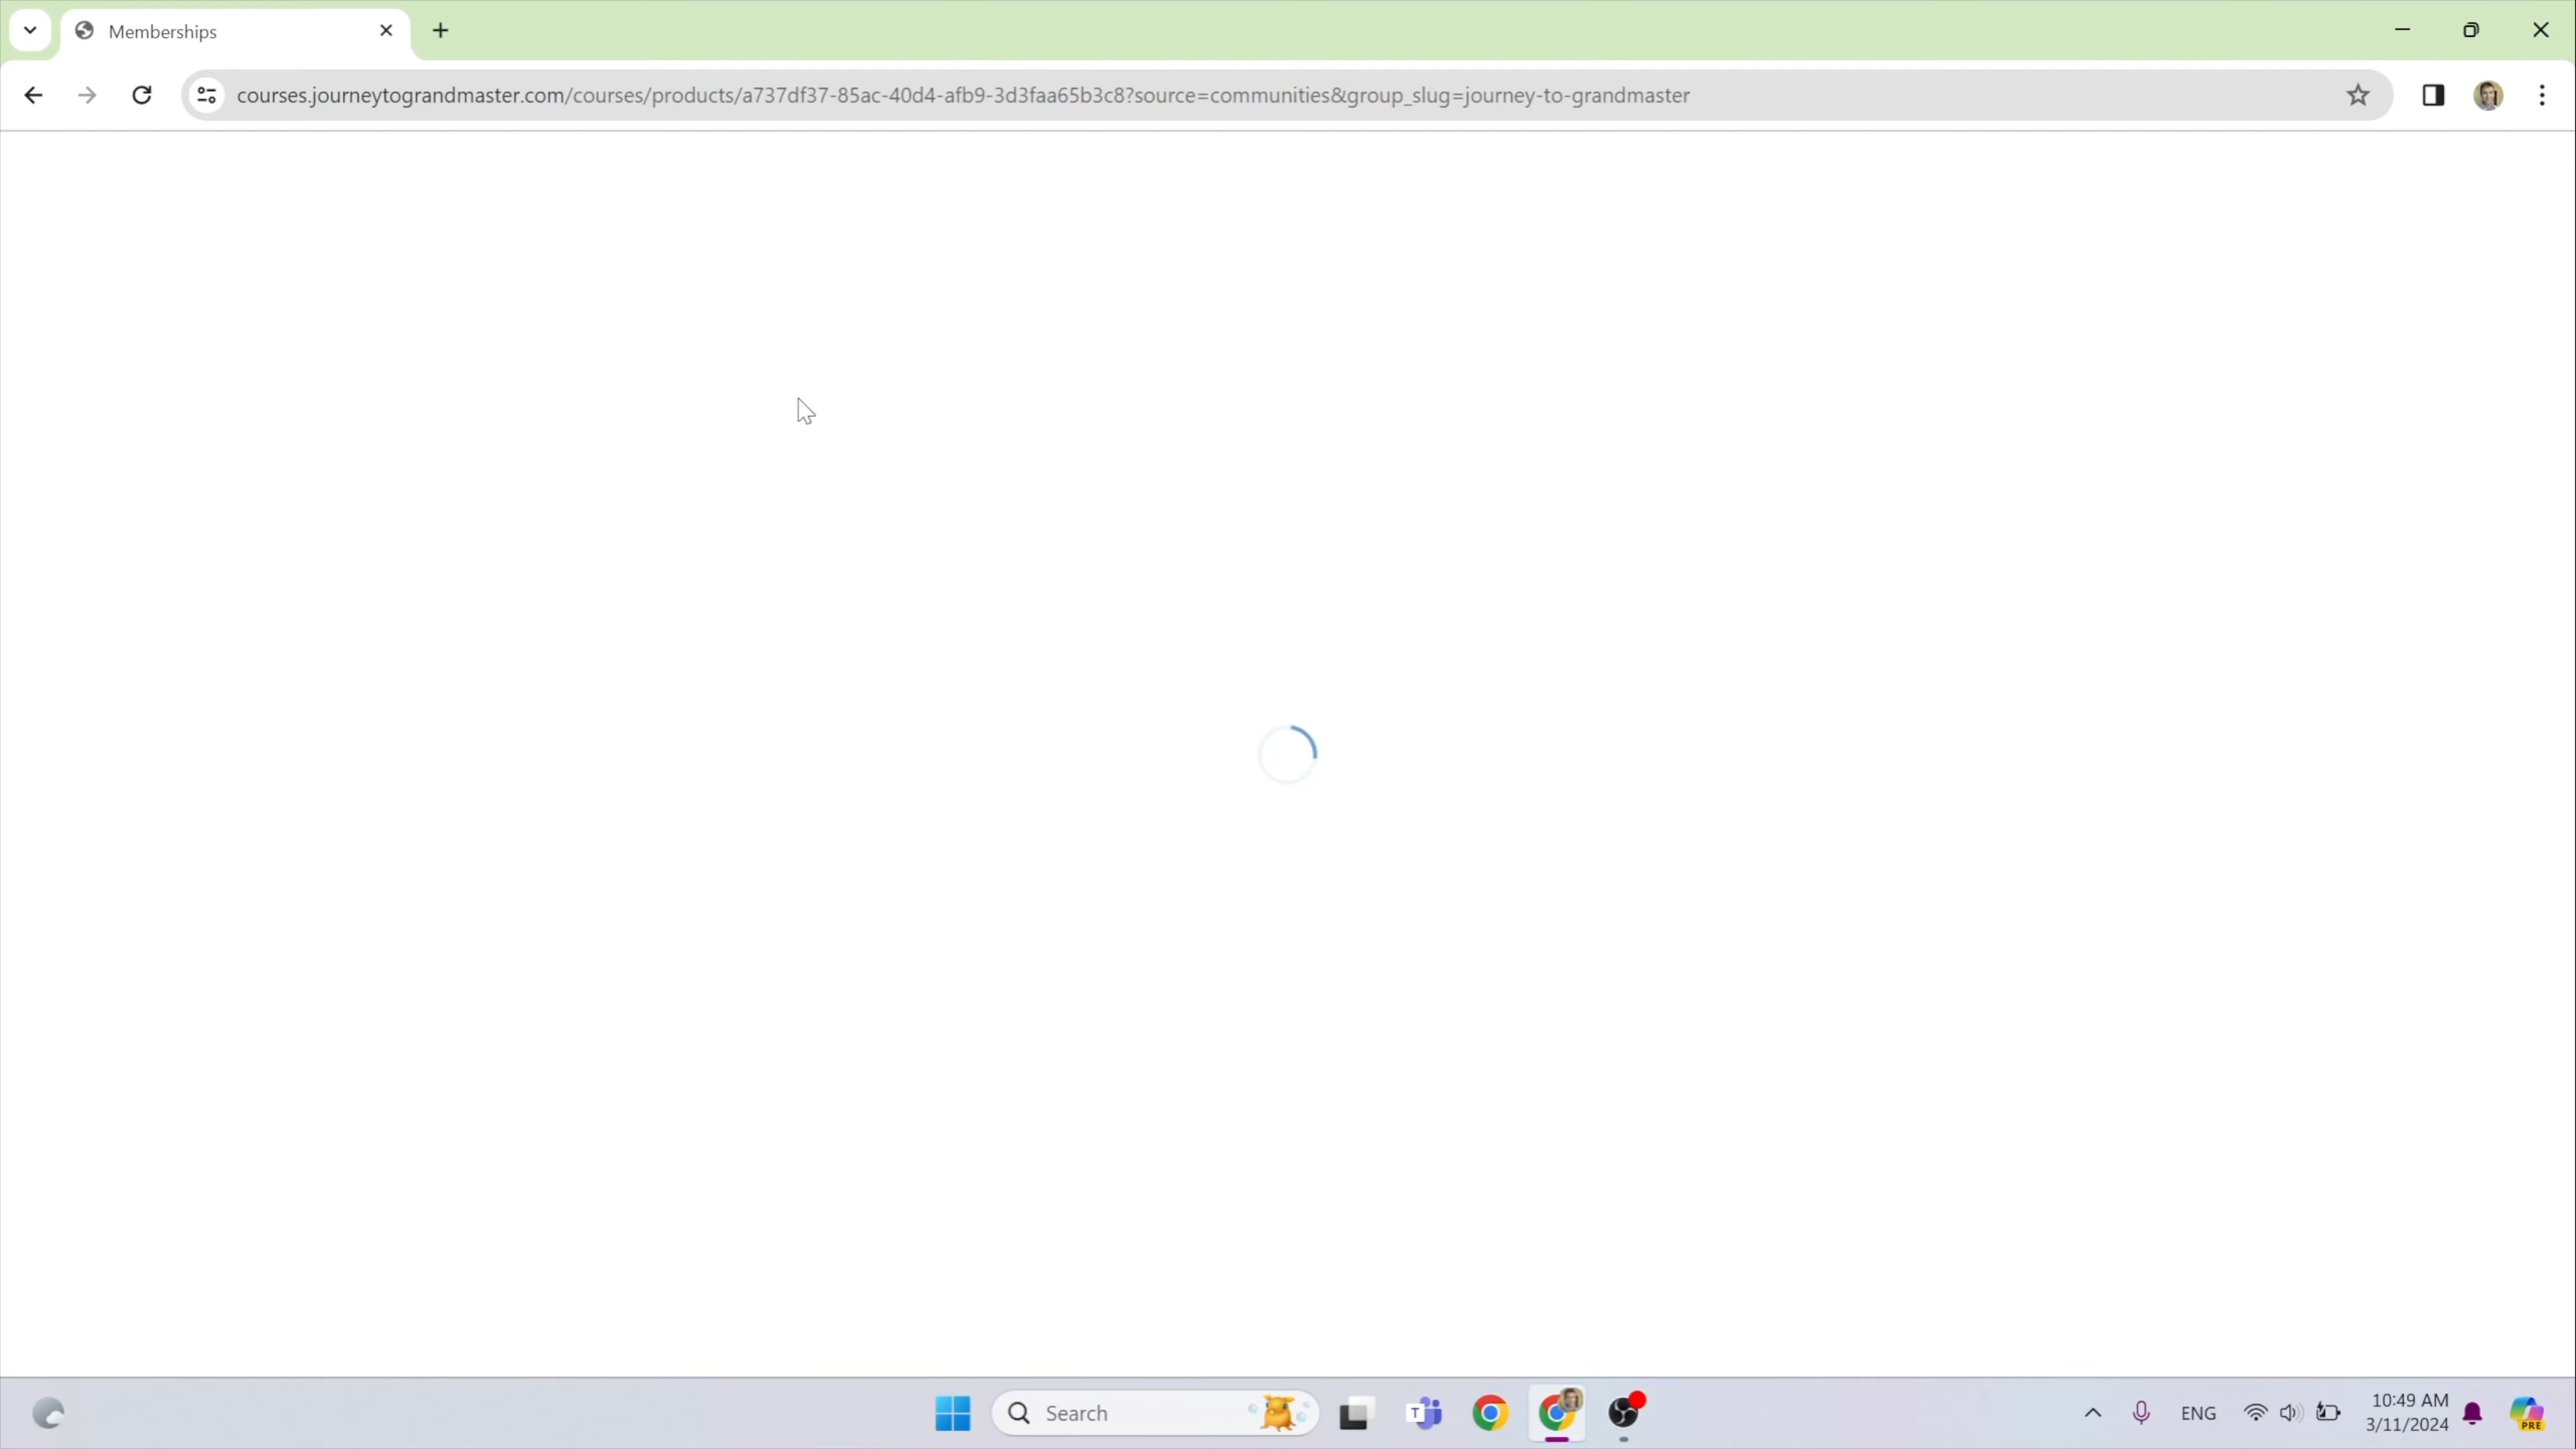 Memberships
courses.journeytograndmaster.com/courses/products/a737df37-85ac-40d4-afb9-3d3faa65b3c8?source=communities&group_slug=journey-to-grandmaster
Search
T
ENG
10:49 AM
3/11/2024
PRE